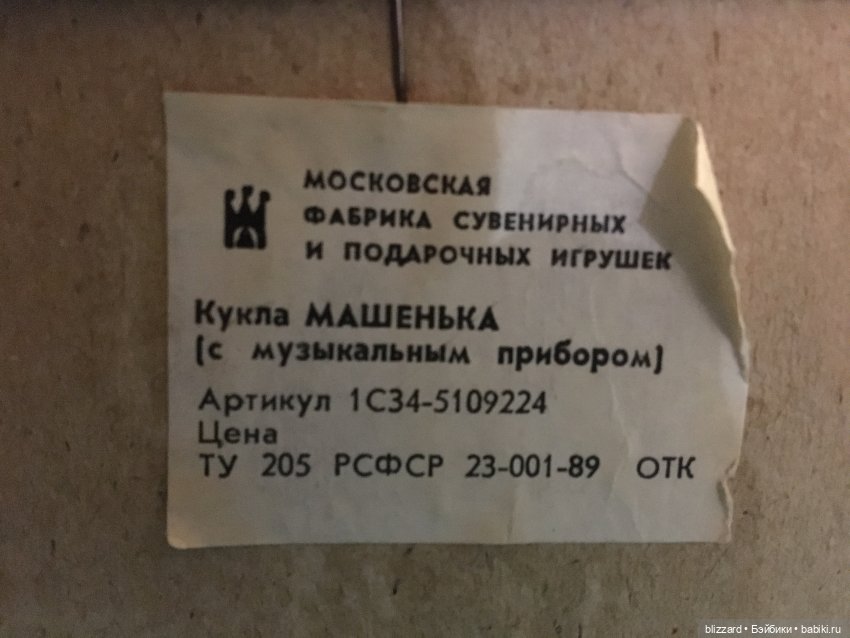 МОСКОВСКАЯ
ФАБРИКА СУВЕНИРНЫХ
И ПОДАРОЧНЫХ ИГРУШЕК
Кукла МАШЕНЬКА
(с музыкальным прибором)
Артикул 1С34-5109224
Цена
ТУ 205 РСФСР 23-001-89 ОТК
blizzard • Бэйбики • babiki.ru